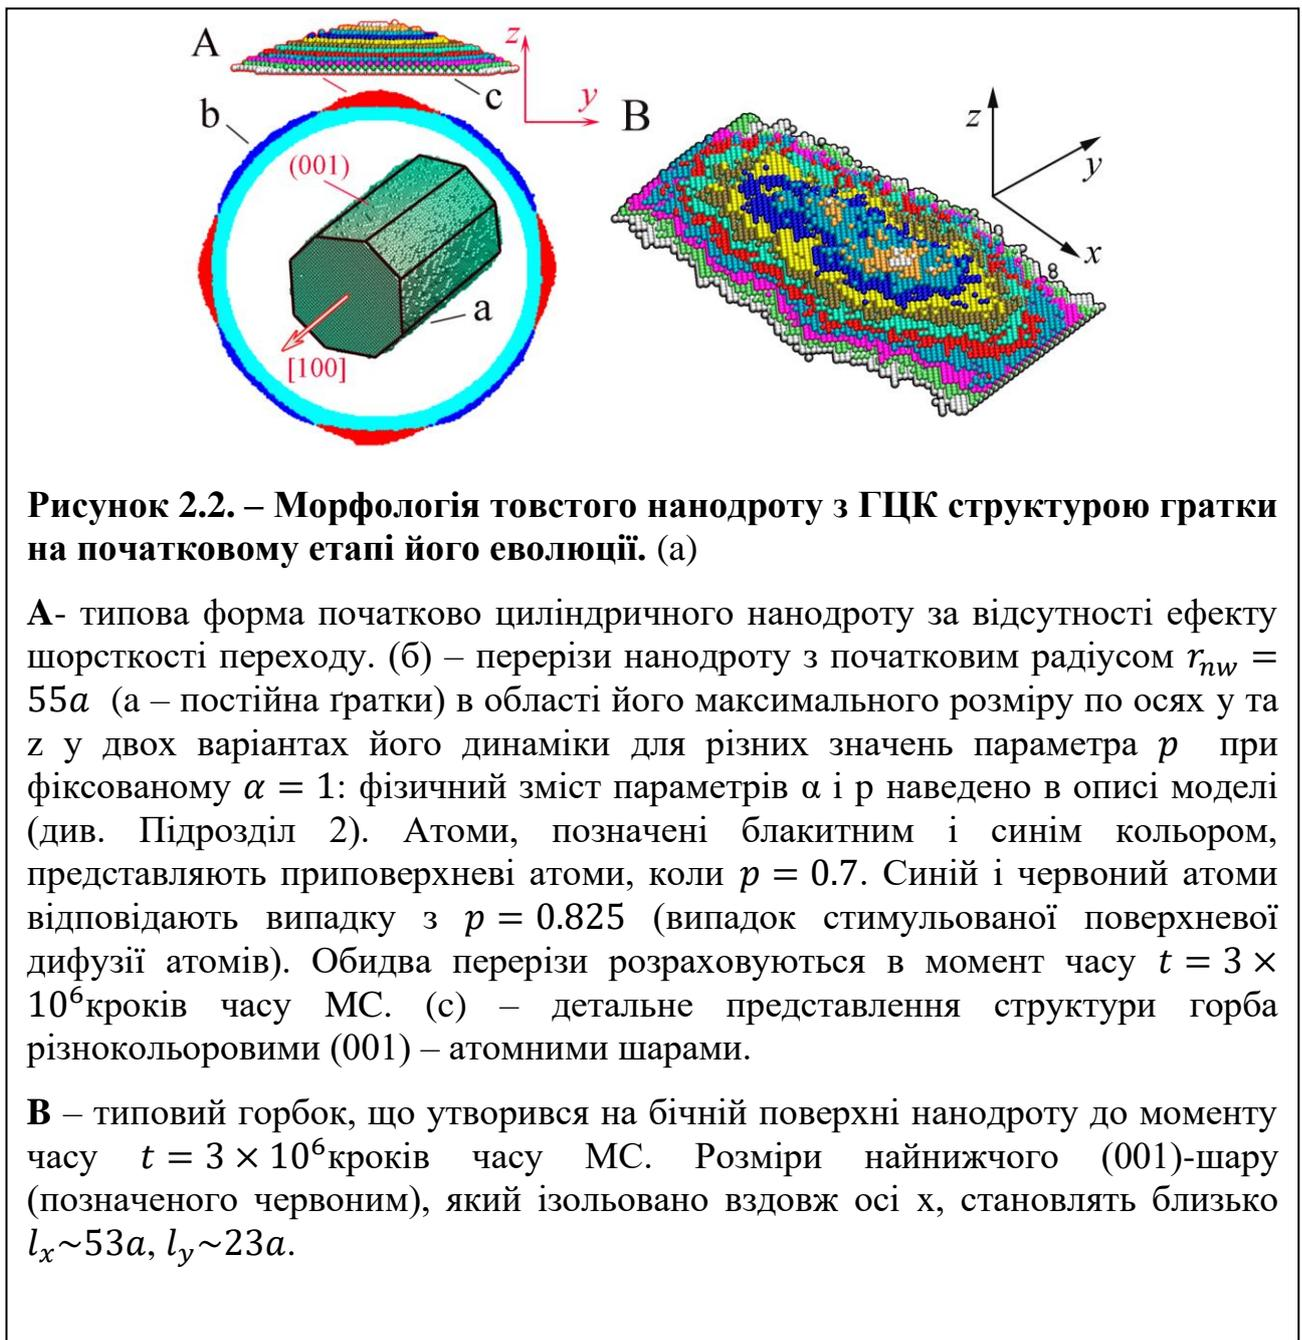 A
z
y
c
b
(001)
a
[100]
B
z
y
x
Рисунок 2.2. – Морфологія товстого нанодроту з ГЦК структурою гратки
на початковому етапі його еволюції. (а)
А- типова форма початково циліндричного нанодроту за відсутності ефекту
шорсткості переходу. (б) – перерізи нанодроту з початковим радіусом r_{nw} =
55a (а – постійна ґратки) в області його максимального розміру по осях y та
z у двох варіантах його динаміки для різних значень параметра p при
фіксованому α = 1: фізичний зміст параметрів α і p наведено в описі моделі
(див. Підрозділ 2). Атоми, позначені блакитним і синім кольором,
представляють приповерхневі атоми, коли p = 0.7. Синій і червоний атоми
відповідають випадку з p = 0.825 (випадок стимульованої поверхневої
дифузії атомів). Обидва перерізи розраховуються в момент часу t = 3 ×
10⁶кроків часу МС. (с) – детальне представлення структури горба
різнокольоровими (001) – атомними шарами.
В – типовий горбок, що утворився на бічній поверхні нанодроту до моменту
часу t = 3 × 10⁶кроків часу МС. Розміри найнижчого (001)-шару
(позначеного червоним), який ізольовано вздовж осі x, становлять близько
l_x~53a, l_y~23a.